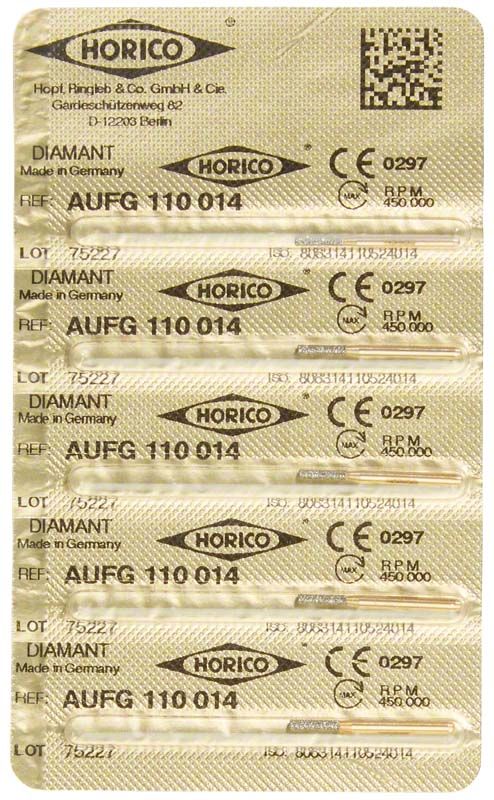 HORICO®
Hopf, Ringleb & Co. GmbH & Cie.
Gardeschützenweg 82
D-12203 Berlin
DIAMANT HORICO® CE 0297
Made in Germany
REF: AUFG 110 014 MAX RPM 450.000
LOT 75227 ISO: 806314110524014
DIAMANT HORICO® CE 0297
Made in Germany
REF: AUFG 110 014 MAX RPM 450.000
LOT 75227 ISO: 806314110524014
DIAMANT HORICO® CE 0297
Made in Germany
REF: AUFG 110 014 MAX RPM 450.000
LOT 75227 ISO: 806314110524014
DIAMANT HORICO® CE 0297
Made in Germany
REF: AUFG 110 014 MAX RPM 450.000
LOT 75227 ISO: 806314110524014
DIAMANT HORICO® CE 0297
Made in Germany
REF: AUFG 110 014 MAX RPM 450.000
LOT 75227 ISO: 806314110524014